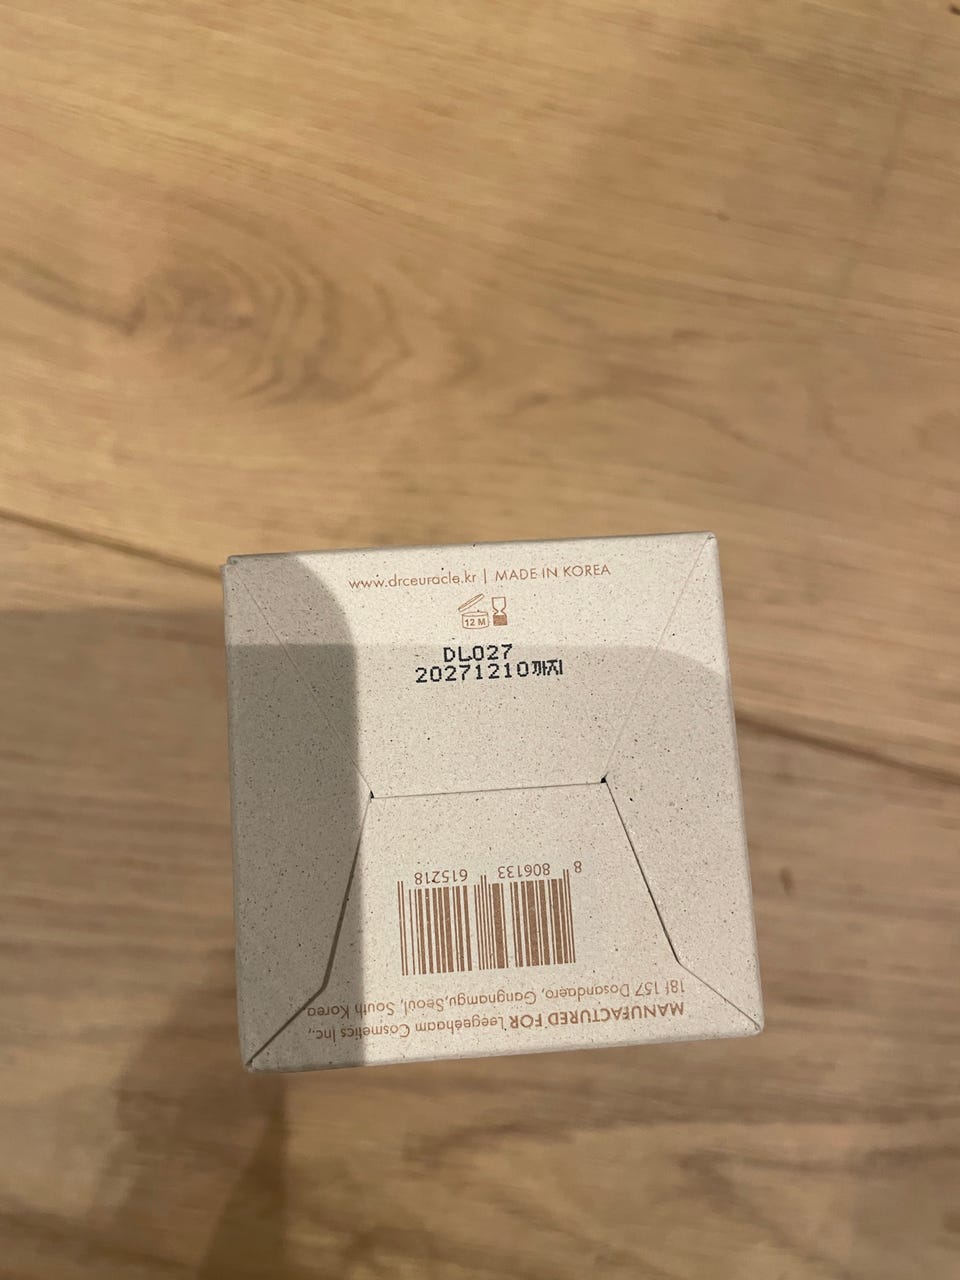 www.drceuracle.kr | MADE IN KOREA
12 M
DL027
20271210까지
8 806133 615218
MANUFACTURED FOR Leegeehaam Cosmetics Inc.,
18f 157 Dosandaero, Gangnamgu,Seoul, South Korea